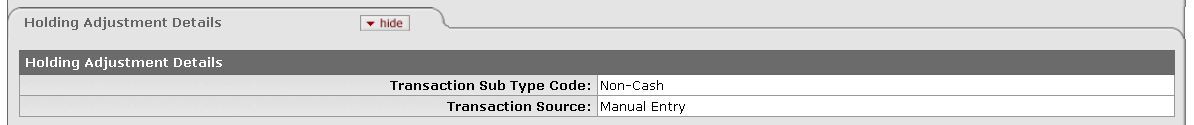 Holding Adjustment Details hide
Holding Adjustment Details
Transaction Sub Type Code: Non-Cash
Transaction Source: Manual Entry